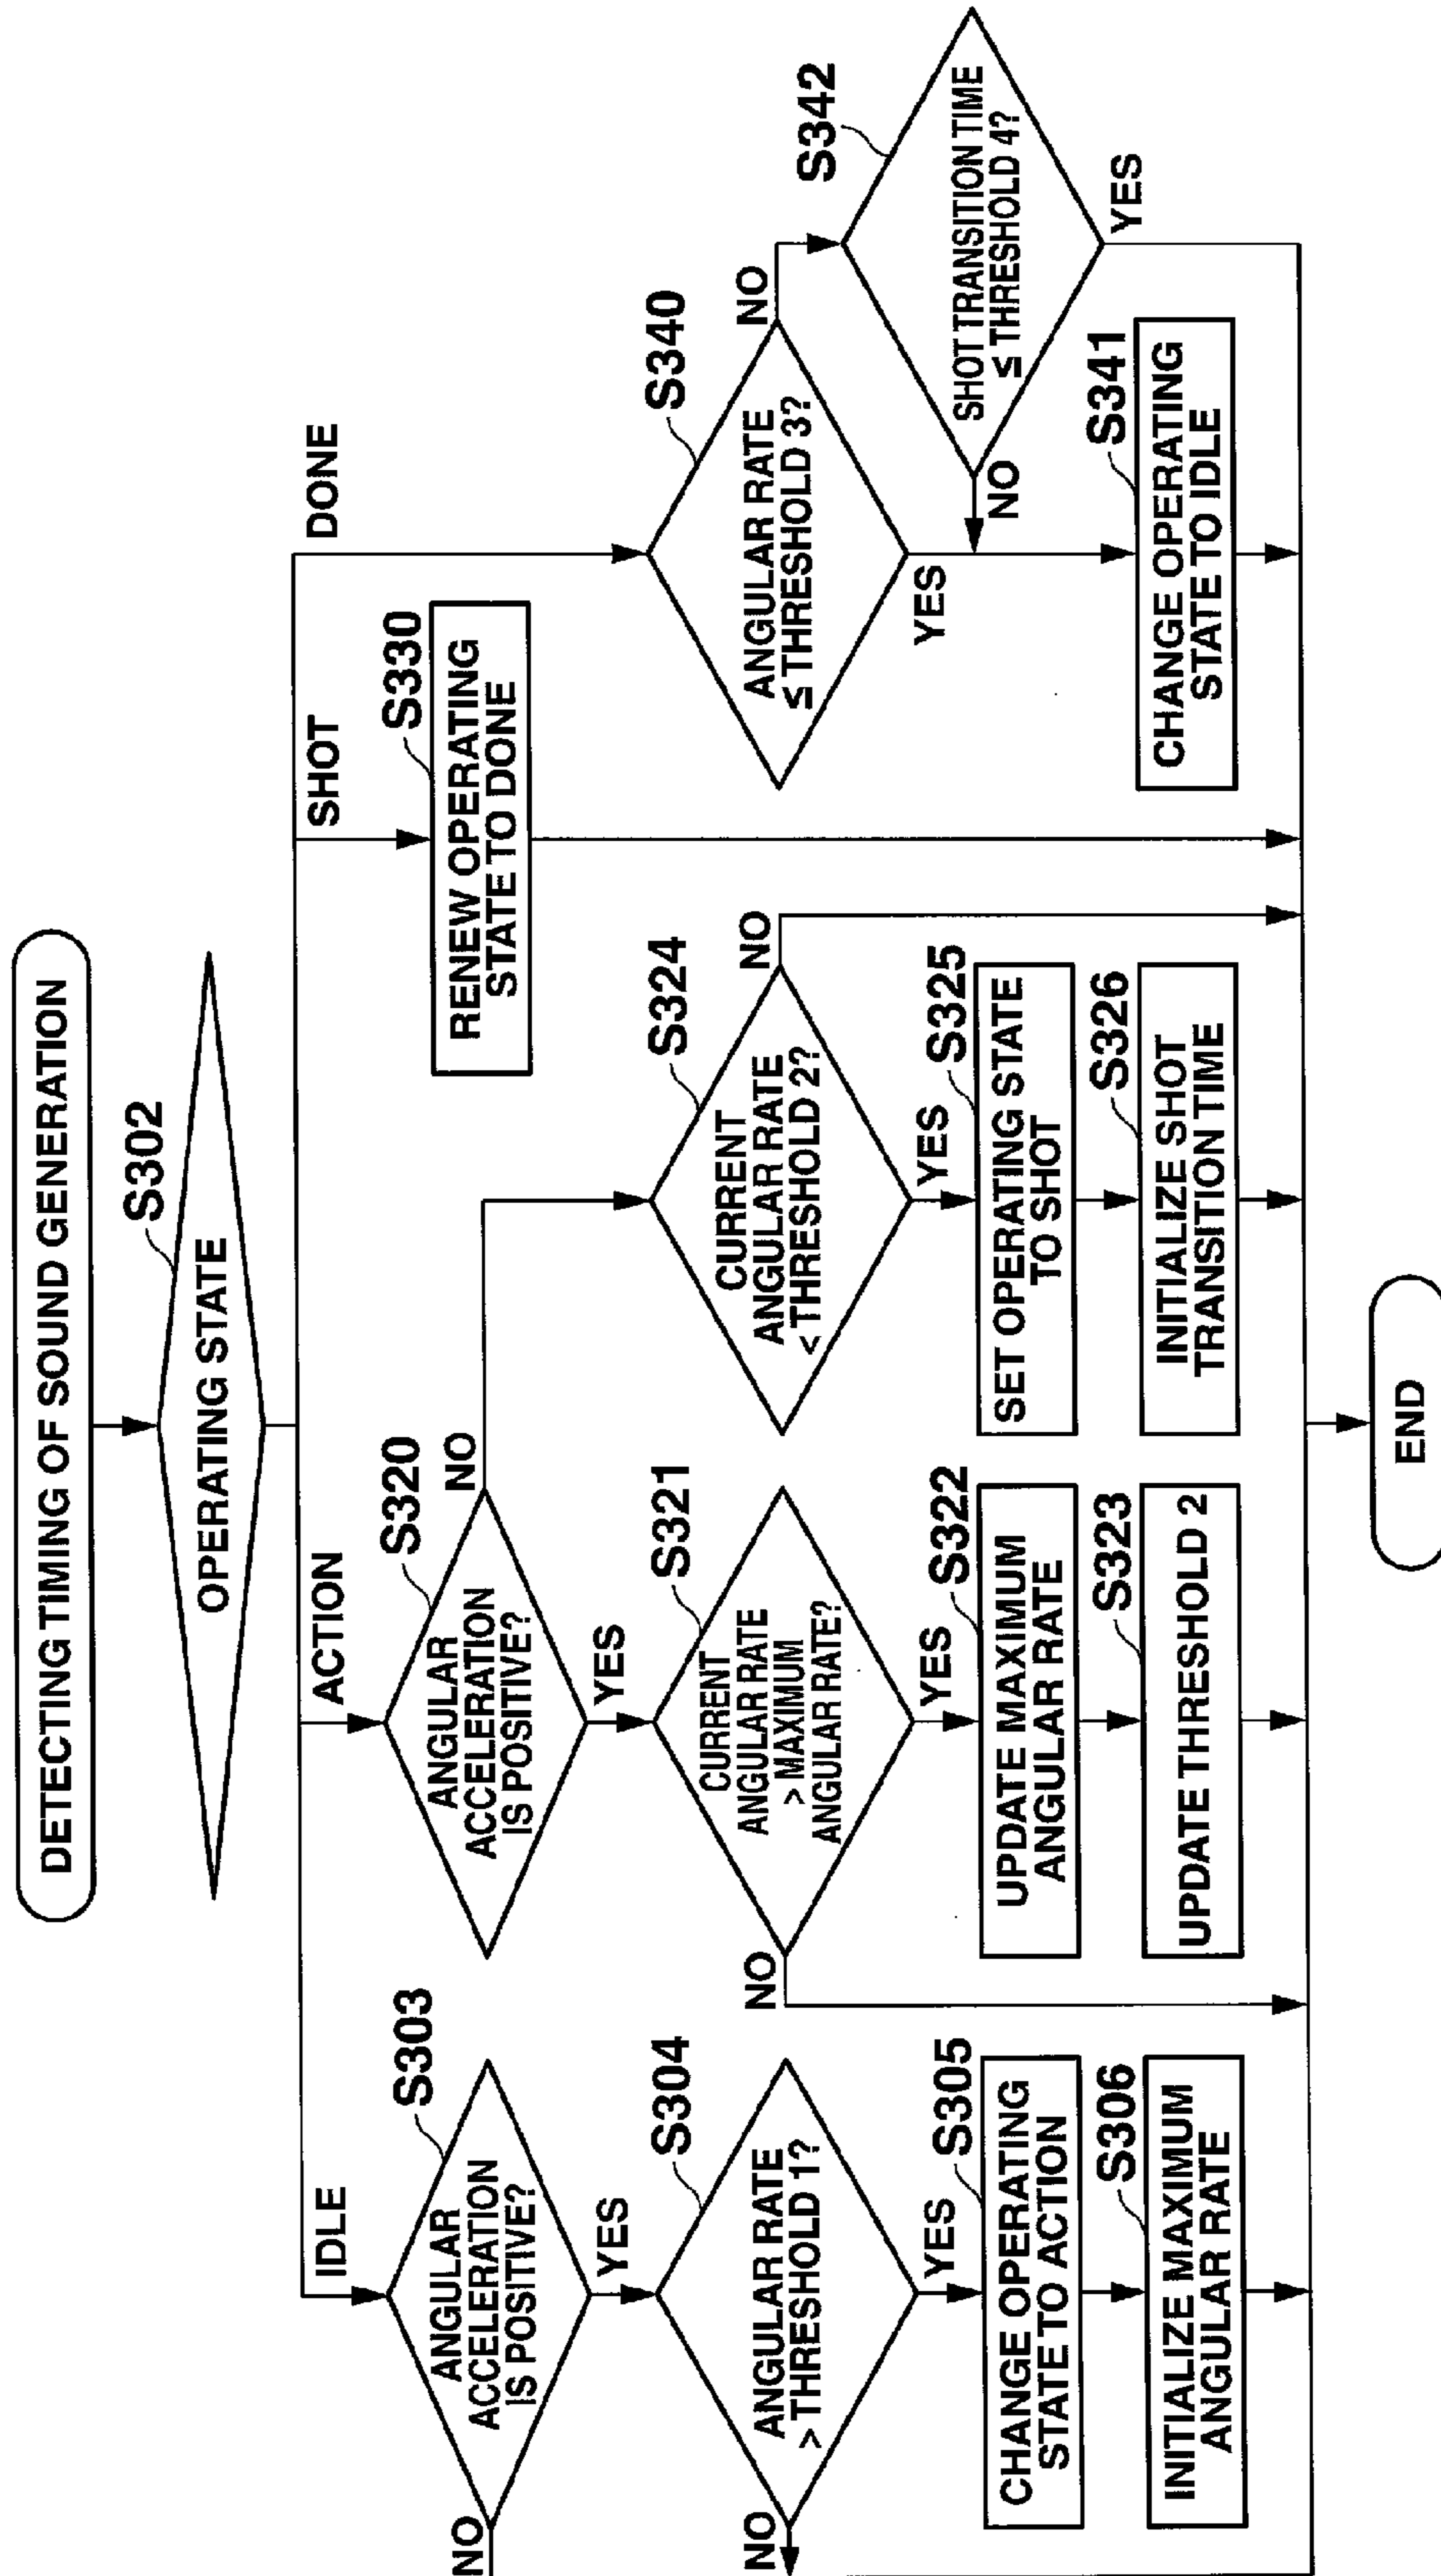 DETECTING TIMING OF SOUND GENERATION
S302
OPERATING STATE
IDLE
S303
ANGULAR
ACCELERATION
IS POSITIVE?
NO
YES
S304
ANGULAR RATE
> THRESHOLD 1?
NO
YES
S305
CHANGE OPERATING
STATE TO ACTION
S306
INITIALIZE MAXIMUM
ANGULAR RATE
ACTION
S320
ANGULAR
ACCELERATION
IS POSITIVE?
NO
YES
S321
CURRENT
ANGULAR RATE
> MAXIMUM
ANGULAR RATE?
NO
YES
S322
UPDATE MAXIMUM
ANGULAR RATE
S323
UPDATE THRESHOLD 2
S324
CURRENT
ANGULAR RATE
< THRESHOLD 2?
NO
YES
S325
SET OPERATING STATE
TO SHOT
S326
INITIALIZE SHOT
TRANSITION TIME
SHOT
S330
RENEW OPERATING
STATE TO DONE
DONE
S340
ANGULAR RATE
≦ THRESHOLD 3?
NO
YES
S342
SHOT TRANSITION TIME
≦ THRESHOLD 4?
NO
YES
S341
CHANGE OPERATING
STATE TO IDLE
END